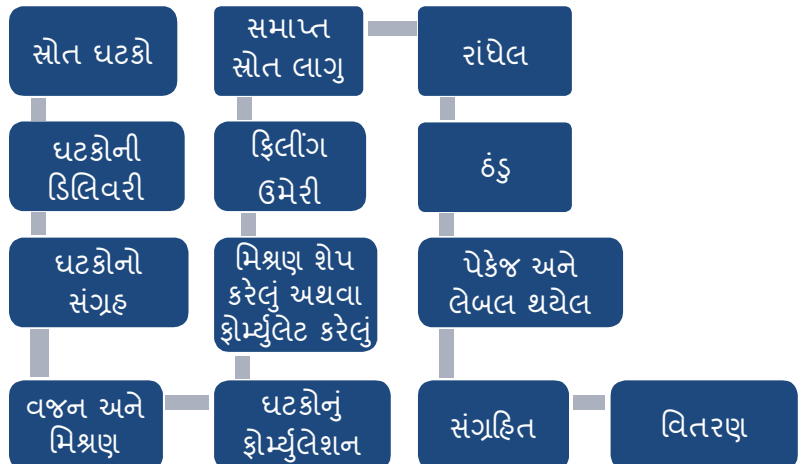 સ્રોત ઘટકો
ઘટકોની
ડિલિવરી
ઘટકોનો
સંગ્રહ
વજન અને
મિશ્રણ
ઘટકોનું
ફોર્મ્યુલેશન
મિશ્રણ શેપ
કરેલું અથવા
ફોર્મ્યુલેટ કરેલું
ફિલીંગ
ઉમેરી
સમાપ્ત
સ્રોત લાગુ
રાંધેલ
ઠંડુ
પેકેજ અને
લેબલ થયેલ
સંગ્રહિત
વિતરણ